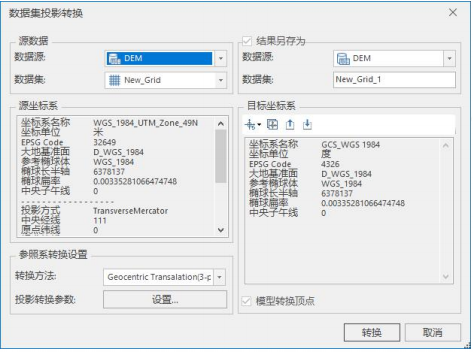 数据集投影转换
源数据
数据源: DEM
数据集: New_Grid
结果另存为
数据源: DEM
数据集: New_Grid_1
源坐标系
坐标系名称 WGS_1984_UTM_Zone_49N
坐标单位 米
EPSG Code 32649
大地基准面 D_WGS_1984
参考椭球体 WGS_1984
椭球长半轴 6378137
椭球扁率 0.00335281066474748
中央子午线 0
- - - - - - - - - - - - - - - -
投影方式 TransverseMercator
中央经线 111
原点纬线 0
目标坐标系
坐标系名称 GCS_WGS 1984
坐标单位 度
EPSG Code 4326
大地基准面 D_WGS_1984
参考椭球体 WGS_1984
椭球长半轴 6378137
椭球扁率 0.00335281066474748
中央子午线 0
参照系转换设置
转换方法: Geocentric Transalation(3-p
投影转换参数: 设置...
模型转换顶点
转换 取消